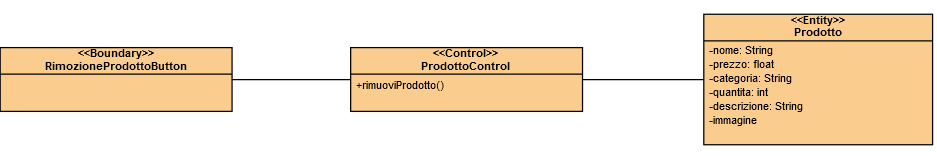 <<Boundary>>
RimozioneProdottoButton
<<Control>>
ProdottoControl
+rimuoviProdotto()
<<Entity>>
Prodotto
-nome: String
-prezzo: float
-categoria: String
-quantita: int
-descrizione: String
-immagine